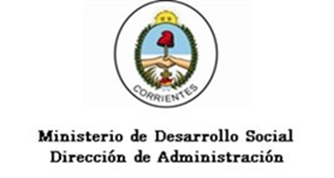 CORRIENTES
Ministerio de Desarrollo Social
Dirección de Administración